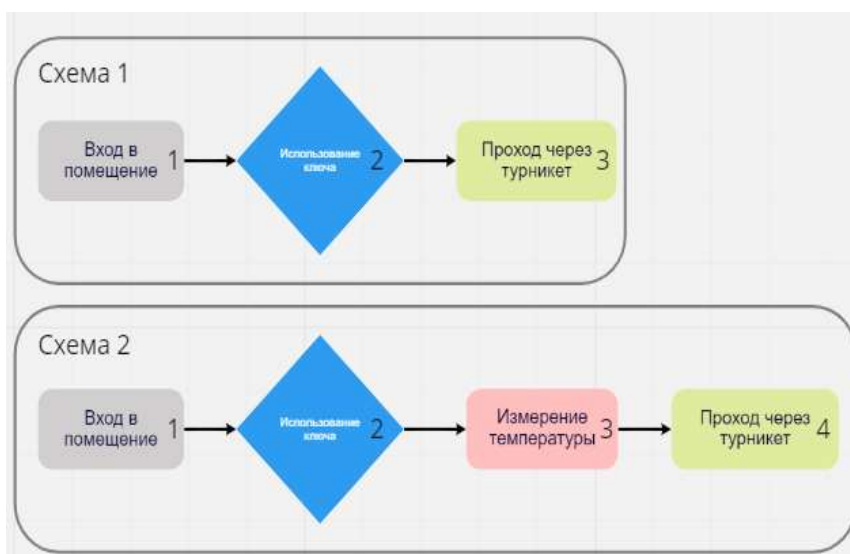 Схема 1
Вход в
помещение
1
Использование
ключа
2
Проход через
турникет
3
Схема 2
Вход в
помещение
1
Использование
ключа
2
Измерение
температуры
3
Проход через
турникет
4